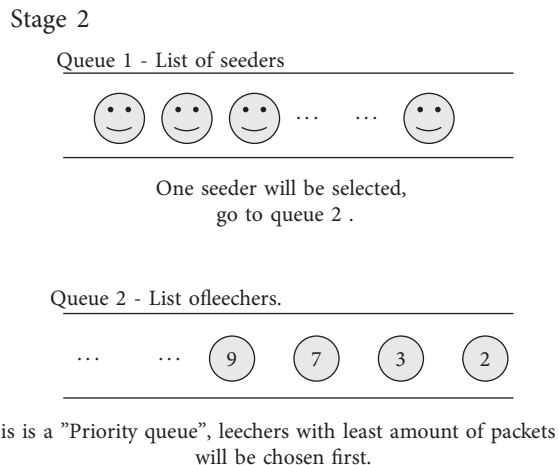 Stage 2
Queue 1 - List of seeders
... ...
One seeder will be selected,
go to queue 2 .
Queue 2 - List ofleechers.
... ... 9 7 3 2
is is a ”Priority queue”, leechers with least amount of packets
will be chosen first.